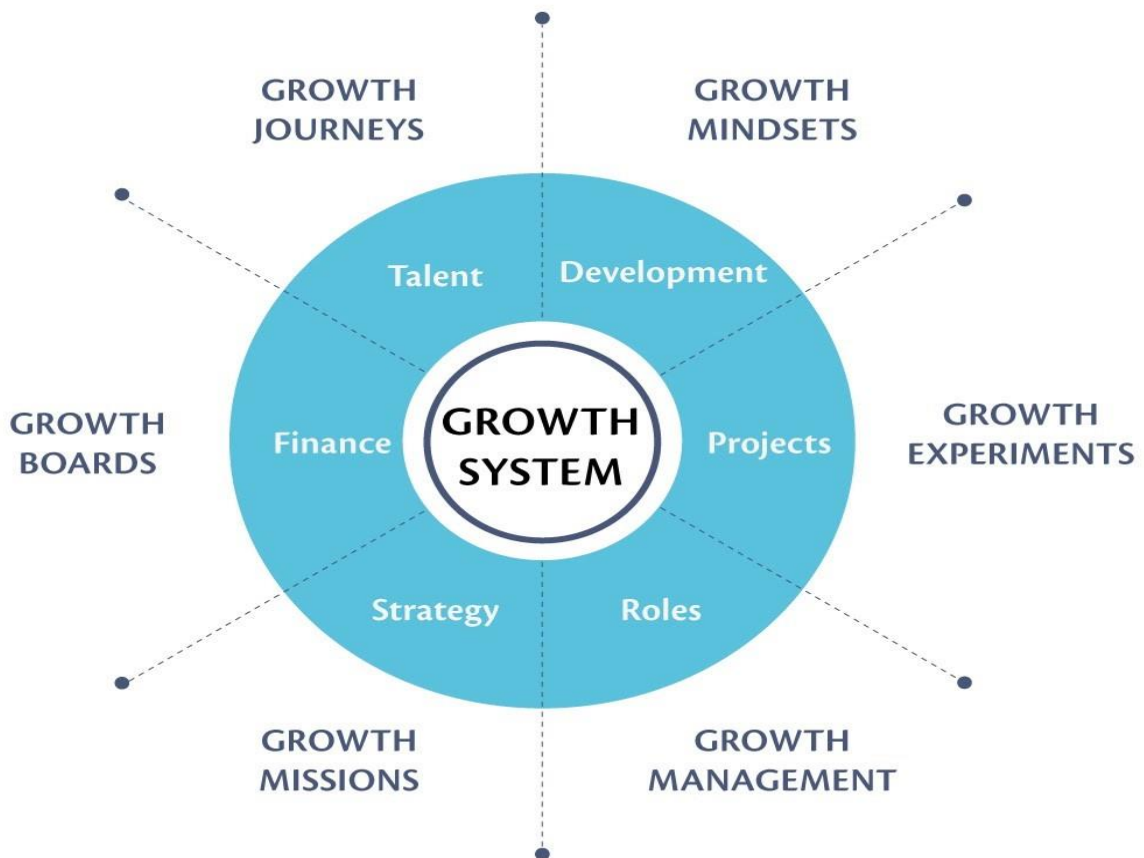 GROWTH
JOURNEYS
GROWTH
MINDSETS
Talent
Development
GROWTH
BOARDS
Finance
GROWTH
SYSTEM
Projects
GROWTH
EXPERIMENTS
Strategy
Roles
GROWTH
MISSIONS
GROWTH
MANAGEMENT